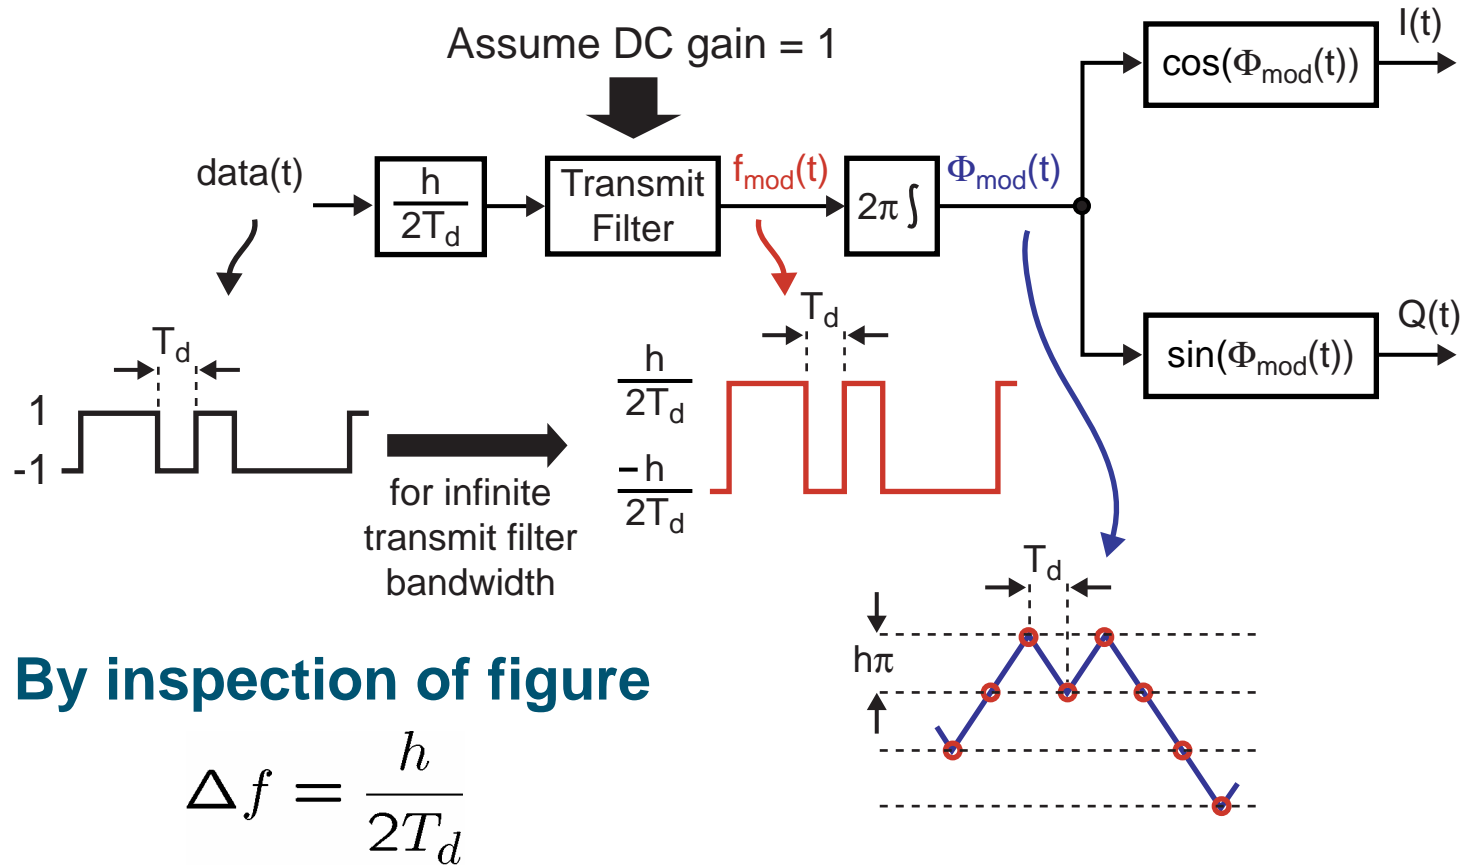 Assume DC gain = 1
I(t)
cos(Φmod(t))
data(t)
h
2Td
Transmit
Filter
fmod(t)
2π ∫
Φmod(t)
Q(t)
sin(Φmod(t))
Td
1
-1
for infinite
transmit filter
bandwidth
Td
h
2Td
-h
2Td
Td
hπ
By inspection of figure
Δf = h
2Td